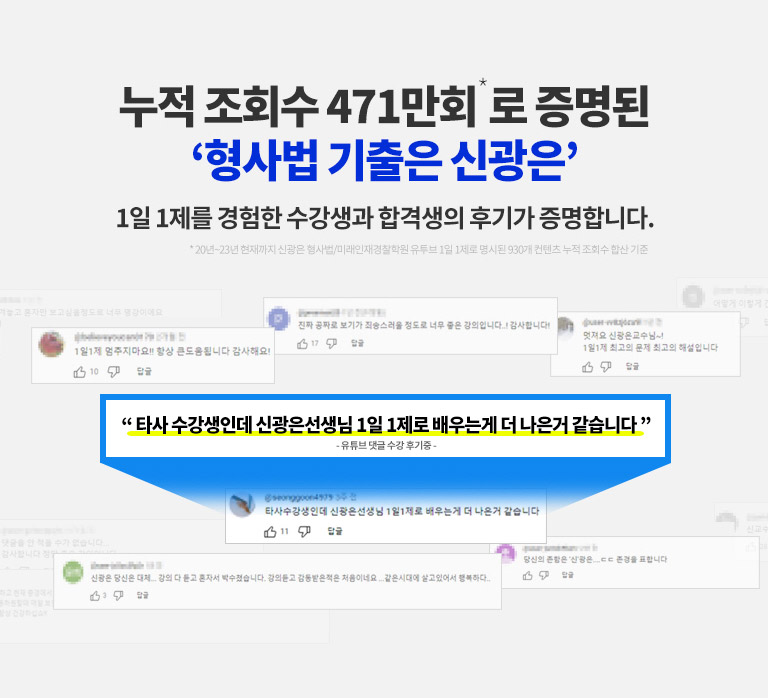 누적 조회수 471만회*로 증명된
‘형사법 기출은 신광은’
1일 1제를 경험한 수강생과 합격생의 후기가 증명합니다.
* 20년~23년 현재까지 신광은 형사법/미래인재경찰학원 유튜브 1일 1제로 명시된 930개 컨텐츠 누적 조회수 합산 기준
진짜 공짜로 보기가 죄송스러울 정도로 너무 좋은 강의입니다..! 감사합니다!
17 답글
멋져요 신광은교수님~!
1일1제 최고의 문제 최고의 해설입니다
답글
1일1제 멈추지마요!! 항상 큰도움됩니다 감사해요!
10 답글
“ 타사 수강생인데 신광은선생님 1일 1제로 배우는게 더 나은거 같습니다 ”
- 유튜브 댓글 수강 후기중 -
@seonggoon4979
타사수강생인데 신광은선생님 1일1제로 배우는게 더 나은거 같습니다
11 답글
당신의 존함은 '신'광은....ㄷㄷ 존경을 표합니다
답글
신광은 당신은 대체... 강의 다 듣고 혼자서 박수쳤습니다. 강의듣고 감동받은적은 처음이네요 ...같은시대에 살고있어서 행복하다..
3 답글